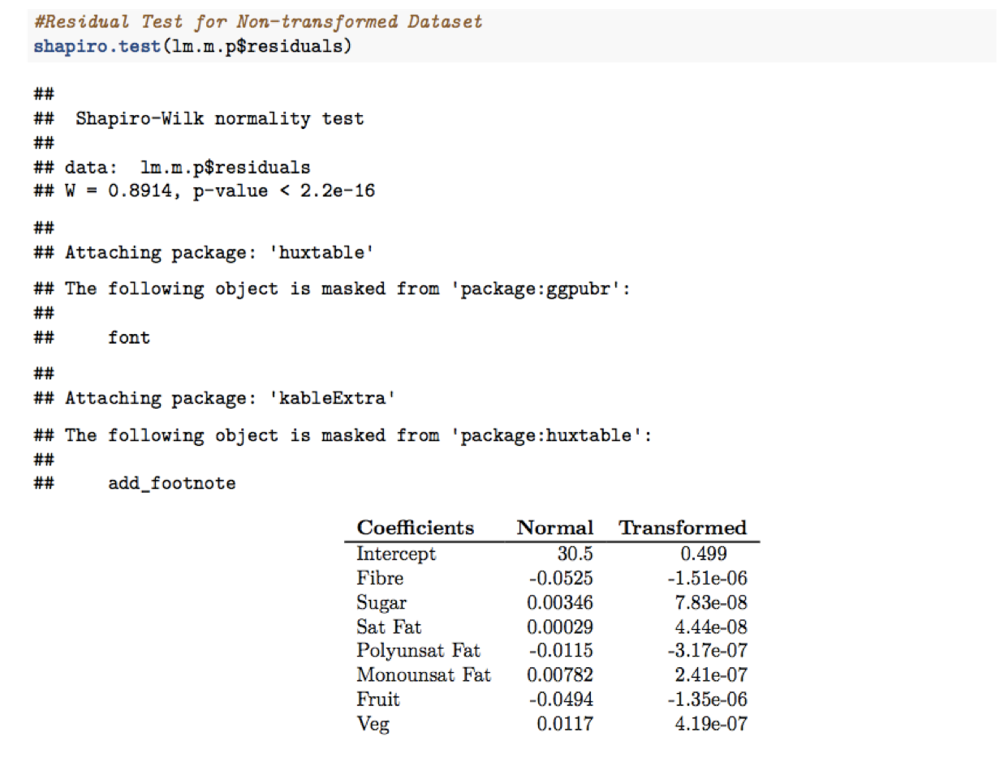 #Residual Test for Non-transformed Dataset
shapiro.test(lm.m.p$residuals)
##
##  Shapiro-Wilk normality test
##
## data:  lm.m.p$residuals
## W = 0.8914, p-value < 2.2e-16
##
## Attaching package: 'huxtable'
## The following object is masked from 'package:ggpubr':
##
##     font
##
## Attaching package: 'kableExtra'
## The following object is masked from 'package:huxtable':
##
##     add_footnote
Coefficients Normal Transformed
Intercept 30.5 0.499
Fibre -0.0525 -1.51e-06
Sugar 0.00346 7.83e-08
Sat Fat 0.00029 4.44e-08
Polyunsat Fat -0.0115 -3.17e-07
Monounsat Fat 0.00782 2.41e-07
Fruit -0.0494 -1.35e-06
Veg 0.0117 4.19e-07